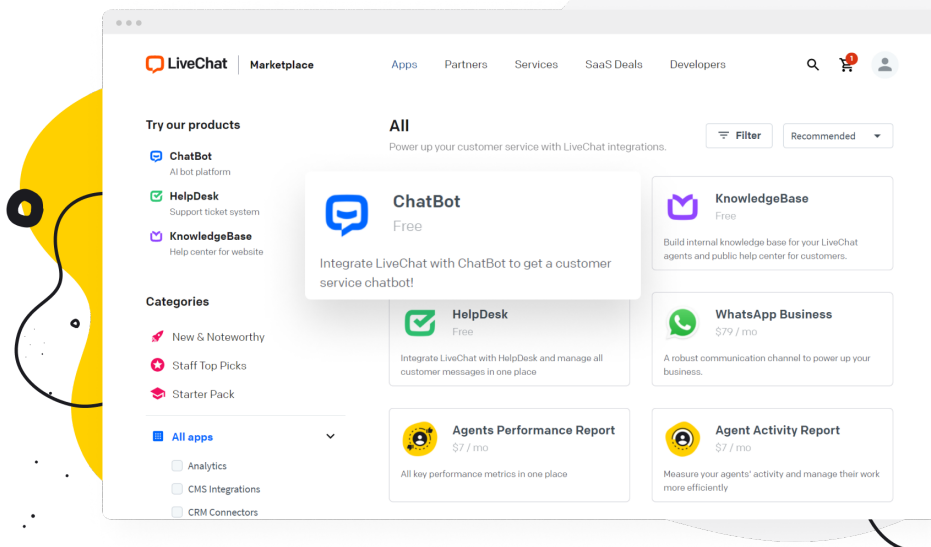 LiveChat
Marketplace
Apps
Partners
Services
SaaS Deals
Developers
1
Try our products
ChatBot
AI bot platform
HelpDesk
Support ticket system
KnowledgeBase
Help center for website
Categories
New & Noteworthy
Staff Top Picks
Starter Pack
All apps
Analytics
CMS Integrations
CRM Connectors
All
Power up your customer service with LiveChat integrations.
Filter
Recommended
ChatBot
Free
Integrate LiveChat with ChatBot to get a customer
service chatbot!
KnowledgeBase
Free
Build internal knowledge base for your LiveChat
agents and public help center for customers.
HelpDesk
Free
Integrate LiveChat with HelpDesk and manage all
customer messages in one place
WhatsApp Business
$79 / mo
A robust communication channel to power up your
business.
Agents Performance Report
$7 / mo
All key performance metrics in one place
Agent Activity Report
$7 / mo
Measure your agents' activity and manage their work
more efficiently